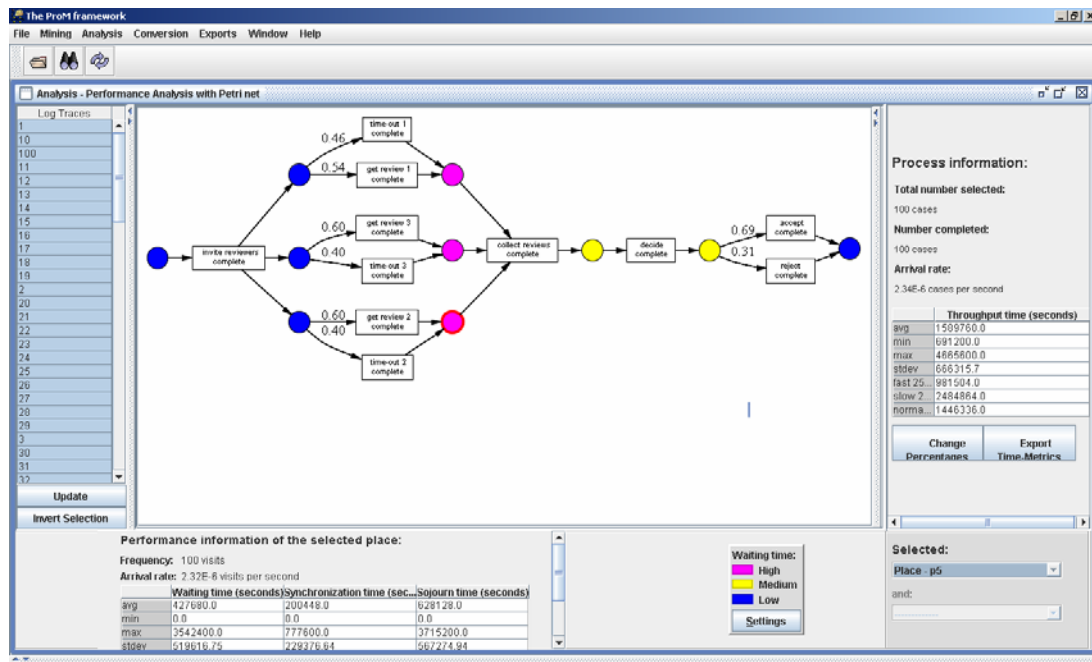 The ProM framework
File Mining Analysis Conversion Exports Window Help
Analysis - Performance Analysis with Petri net
Log Traces
1
10
100
11
12
13
14
15
16
17
18
19
2
20
21
22
23
24
25
26
27
28
29
3
30
31
32
Update
Invert Selection
time-out 1
complete
0.46
0.54
get review 1
complete
0.60
get review 3
complete
0.40
time-out 3
complete
invite reviewers
complete
collect reviews
complete
decide
complete
0.69
accept
complete
0.31
reject
complete
0.60
get review 2
complete
0.40
time-out 2
complete
Process information:
Total number selected:
100 cases
Number completed:
100 cases
Arrival rate:
2.34E-6 cases per second
Throughput time (seconds)
avg 1509760.0
min 691200.0
max 4665600.0
stdev 666315.7
fast 25... 981504.0
slow 2... 2484864.0
norma... 1446336.0
Change
Percentages
Export
Time-Metrics
Performance information of the selected place:
Frequency: 100 visits
Arrival rate: 2.32E-6 visits per second
Waiting time (seconds) Synchronization time (sec... Sojourn time (seconds)
avg 427680.0 200448.0 628128.0
min 0.0 0.0 0.0
max 3542400.0 777600.0 3715200.0
stdev 519616.75 229376.64 567274.94
Waiting time:
High
Medium
Low
Settings
Selected:
Place - p5
and: